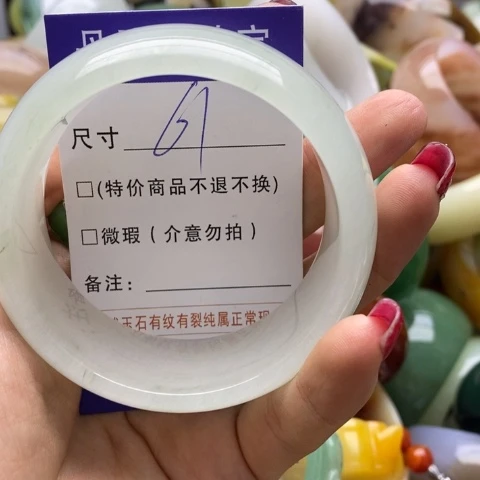 尺寸 61
□(特价商品不退不换)
□微瑕(介意勿拍)
备注:
玉石有纹有裂纯属正常现